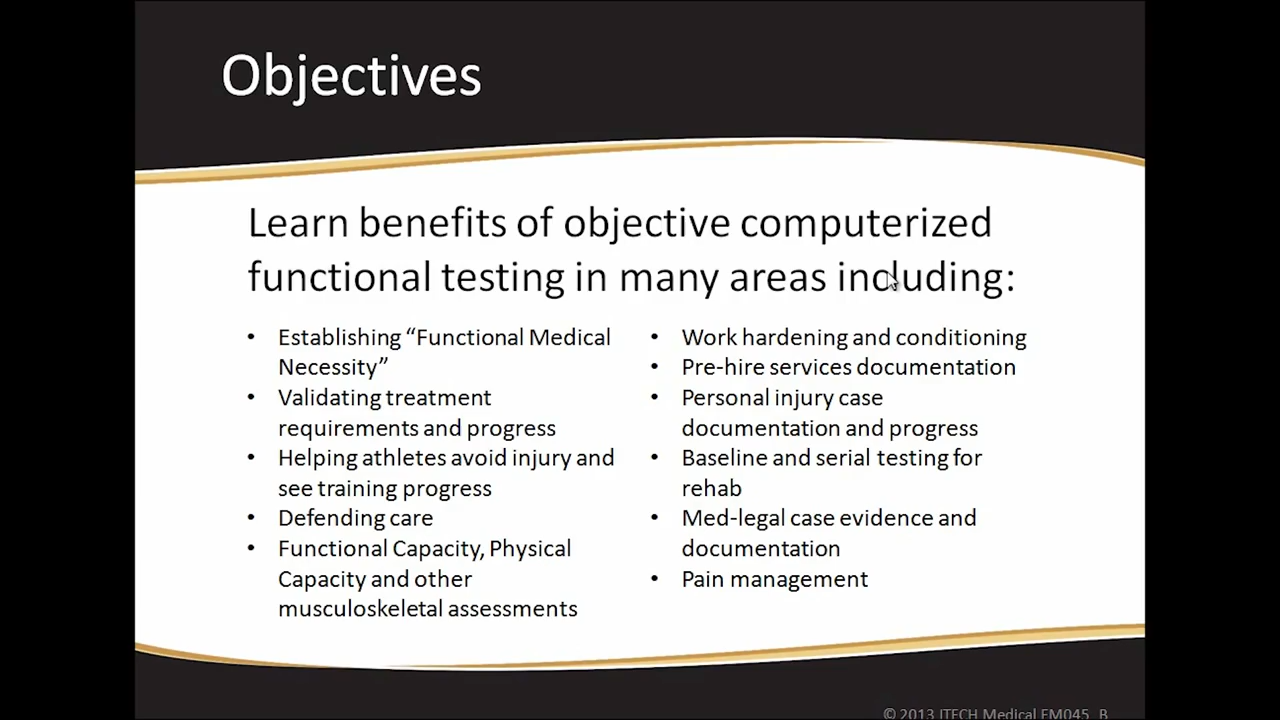 Objectives
Learn benefits of objective computerized
functional testing in many areas including:
• Establishing “Functional Medical
Necessity”
• Validating treatment
requirements and progress
• Helping athletes avoid injury and
see training progress
• Defending care
• Functional Capacity, Physical
Capacity and other
musculoskeletal assessments
• Work hardening and conditioning
• Pre-hire services documentation
• Personal injury case
documentation and progress
• Baseline and serial testing for
rehab
• Med-legal case evidence and
documentation
• Pain management
© 2013 JTECH Medical EM045_B